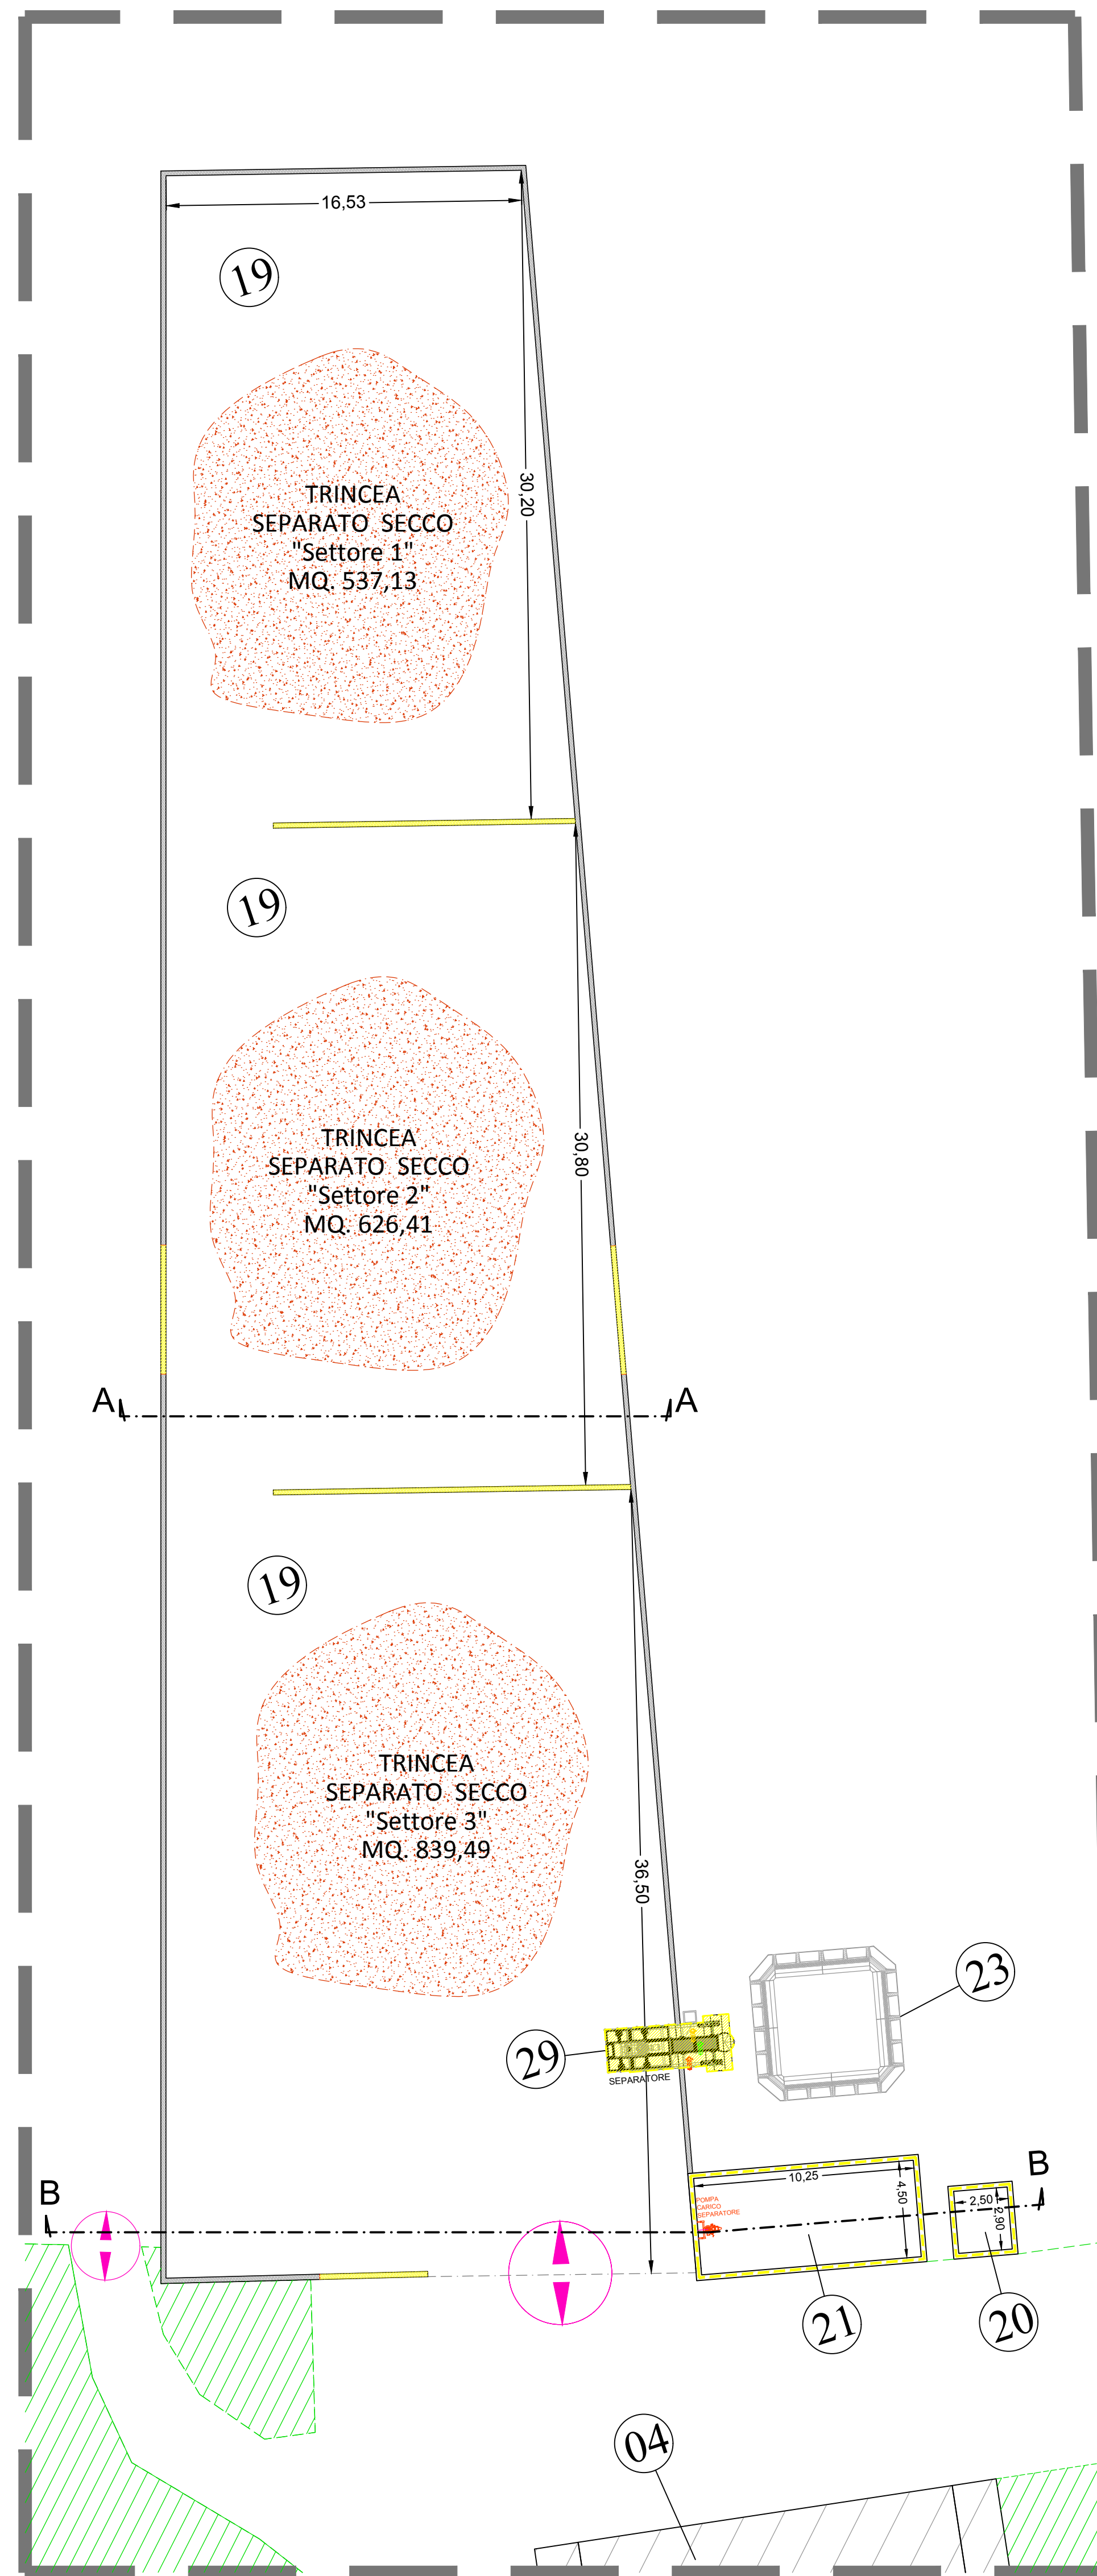 16,53
19
30,20
TRINCEA
SEPARATO SECCO
"Settore 1"
MQ. 537,13
19
TRINCEA
SEPARATO SECCO
"Settore 2"
MQ. 626,41
30,80
A A
19
TRINCEA
SEPARATO SECCO
"Settore 3"
MQ. 839,49
36,50
23
29
SEPARATORE
B B
10,25
4,50
POMPA
CARICO
SEPARATORE
2,50
2,90
21
20
04